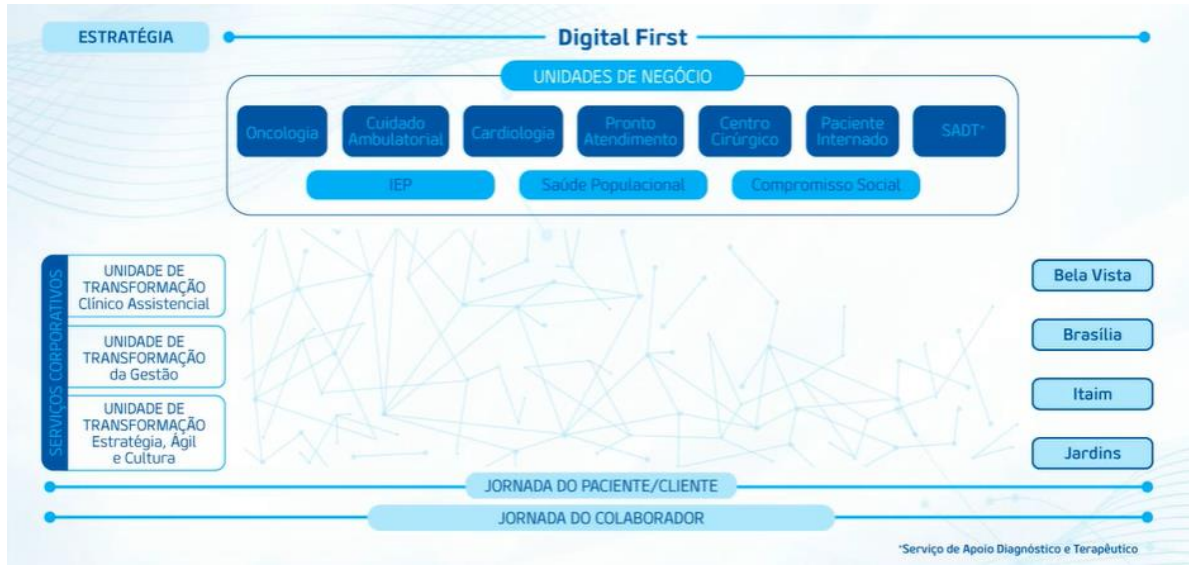 ESTRATÉGIA
Digital First
UNIDADES DE NEGÓCIO
Oncologia
Cuidado
Ambulatorial
Cardiologia
Pronto
Atendimento
Centro
Cirúrgico
Paciente
Internado
SADT*
IEP
Saúde Populacional
Compromisso Social
SERVIÇOS CORPORATIVOS
UNIDADE DE
TRANSFORMAÇÃO
Clínico Assistencial
UNIDADE DE
TRANSFORMAÇÃO
da Gestão
UNIDADE DE
TRANSFORMAÇÃO
Estratégia, Ágil
e Cultura
Bela Vista
Brasília
Itaim
Jardins
JORNADA DO PACIENTE/CLIENTE
JORNADA DO COLABORADOR
*Serviço de Apoio Diagnóstico e Terapêutico